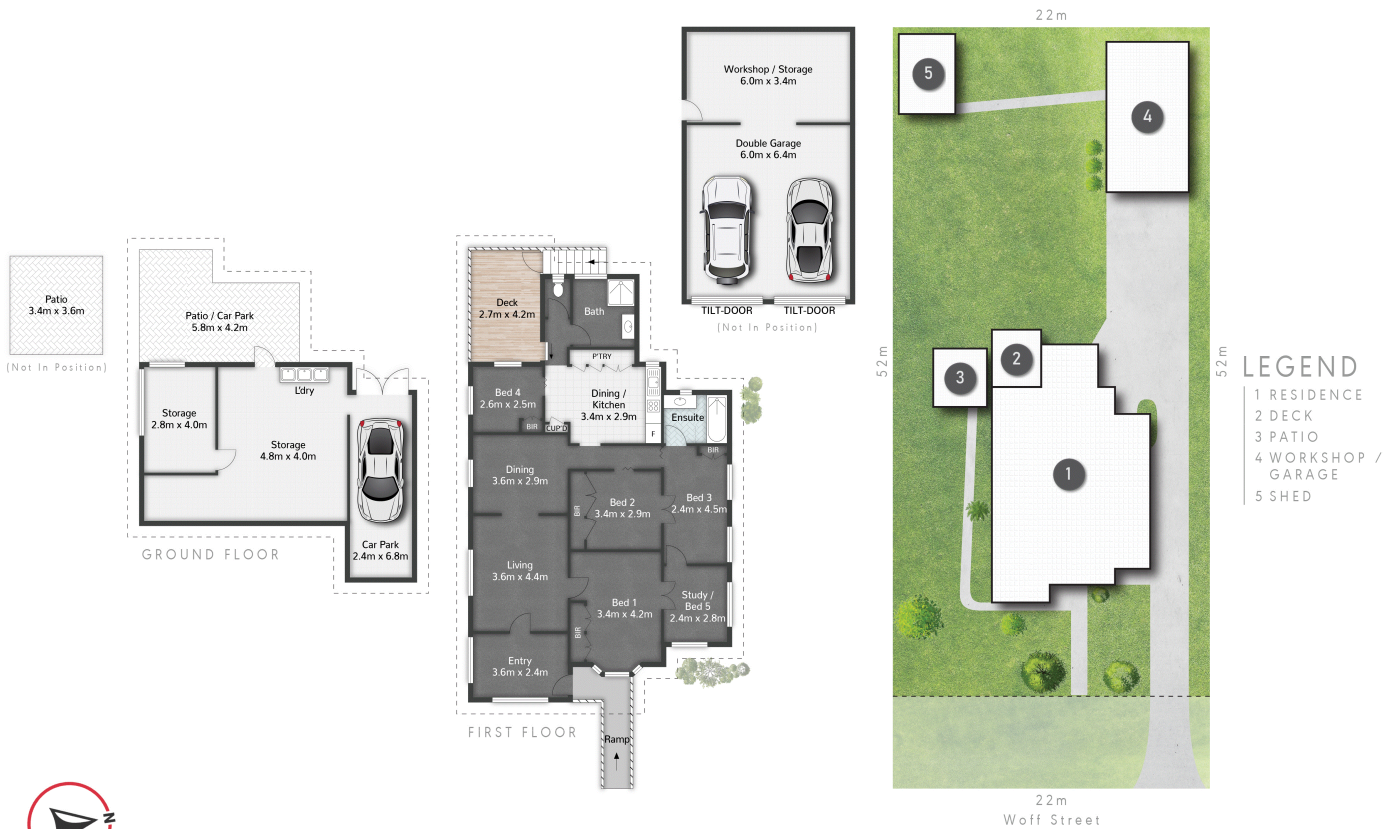 Patio
3.4m x 3.6m
(Not In Position)
Patio / Car Park
5.8m x 4.2m
L'dry
Storage
2.8m x 4.0m
Storage
4.8m x 4.0m
Car Park
2.4m x 6.8m
GROUND FLOOR
Deck
2.7m x 4.2m
Bath
P'TRY
Bed 4
2.6m x 2.5m
BIR
CUP'D
Dining /
Kitchen
3.4m x 2.9m
F
Ensuite
BIR
Dining
3.6m x 2.9m
BIR
Bed 2
3.4m x 2.9m
Bed 3
2.4m x 4.5m
Living
3.6m x 4.4m
Bed 1
3.4m x 4.2m
BIR
Study /
Bed 5
2.4m x 2.8m
Entry
3.6m x 2.4m
Ramp
FIRST FLOOR
Workshop / Storage
6.0m x 3.4m
Double Garage
6.0m x 6.4m
TILT-DOOR
TILT-DOOR
(Not In Position)
22m
5
4
52m
52m
2
3
1
22m
Woff Street
LEGEND
1 RESIDENCE
2 DECK
3 PATIO
4 WORKSHOP /
GARAGE
5 SHED
N